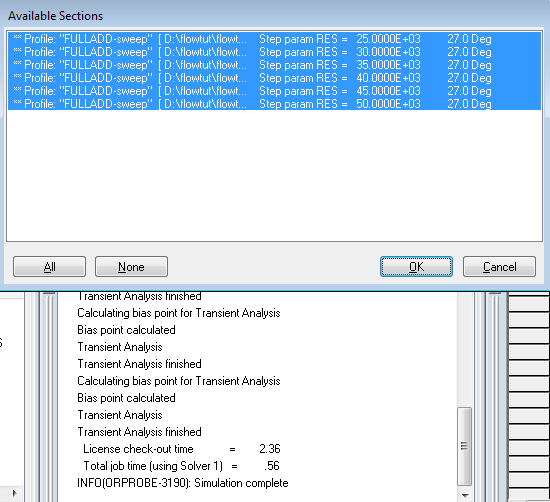 Available Sections
** Profile: "FULLADD-sweep" [ D:\flowtut\flowt... Step param RES = 25.0000E+03 27.0 Deg
** Profile: "FULLADD-sweep" [ D:\flowtut\flowt... Step param RES = 30.0000E+03 27.0 Deg
** Profile: "FULLADD-sweep" [ D:\flowtut\flowt... Step param RES = 35.0000E+03 27.0 Deg
** Profile: "FULLADD-sweep" [ D:\flowtut\flowt... Step param RES = 40.0000E+03 27.0 Deg
** Profile: "FULLADD-sweep" [ D:\flowtut\flowt... Step param RES = 45.0000E+03 27.0 Deg
** Profile: "FULLADD-sweep" [ D:\flowtut\flowt... Step param RES = 50.0000E+03 27.0 Deg
All None OK Cancel
Transient Analysis finished
Calculating bias point for Transient Analysis
Bias point calculated
Transient Analysis
Transient Analysis finished
Calculating bias point for Transient Analysis
Bias point calculated
Transient Analysis
Transient Analysis finished
License check-out time = 2.36
Total job time (using Solver 1) = .56
INFO(ORPROBE-3190): Simulation complete